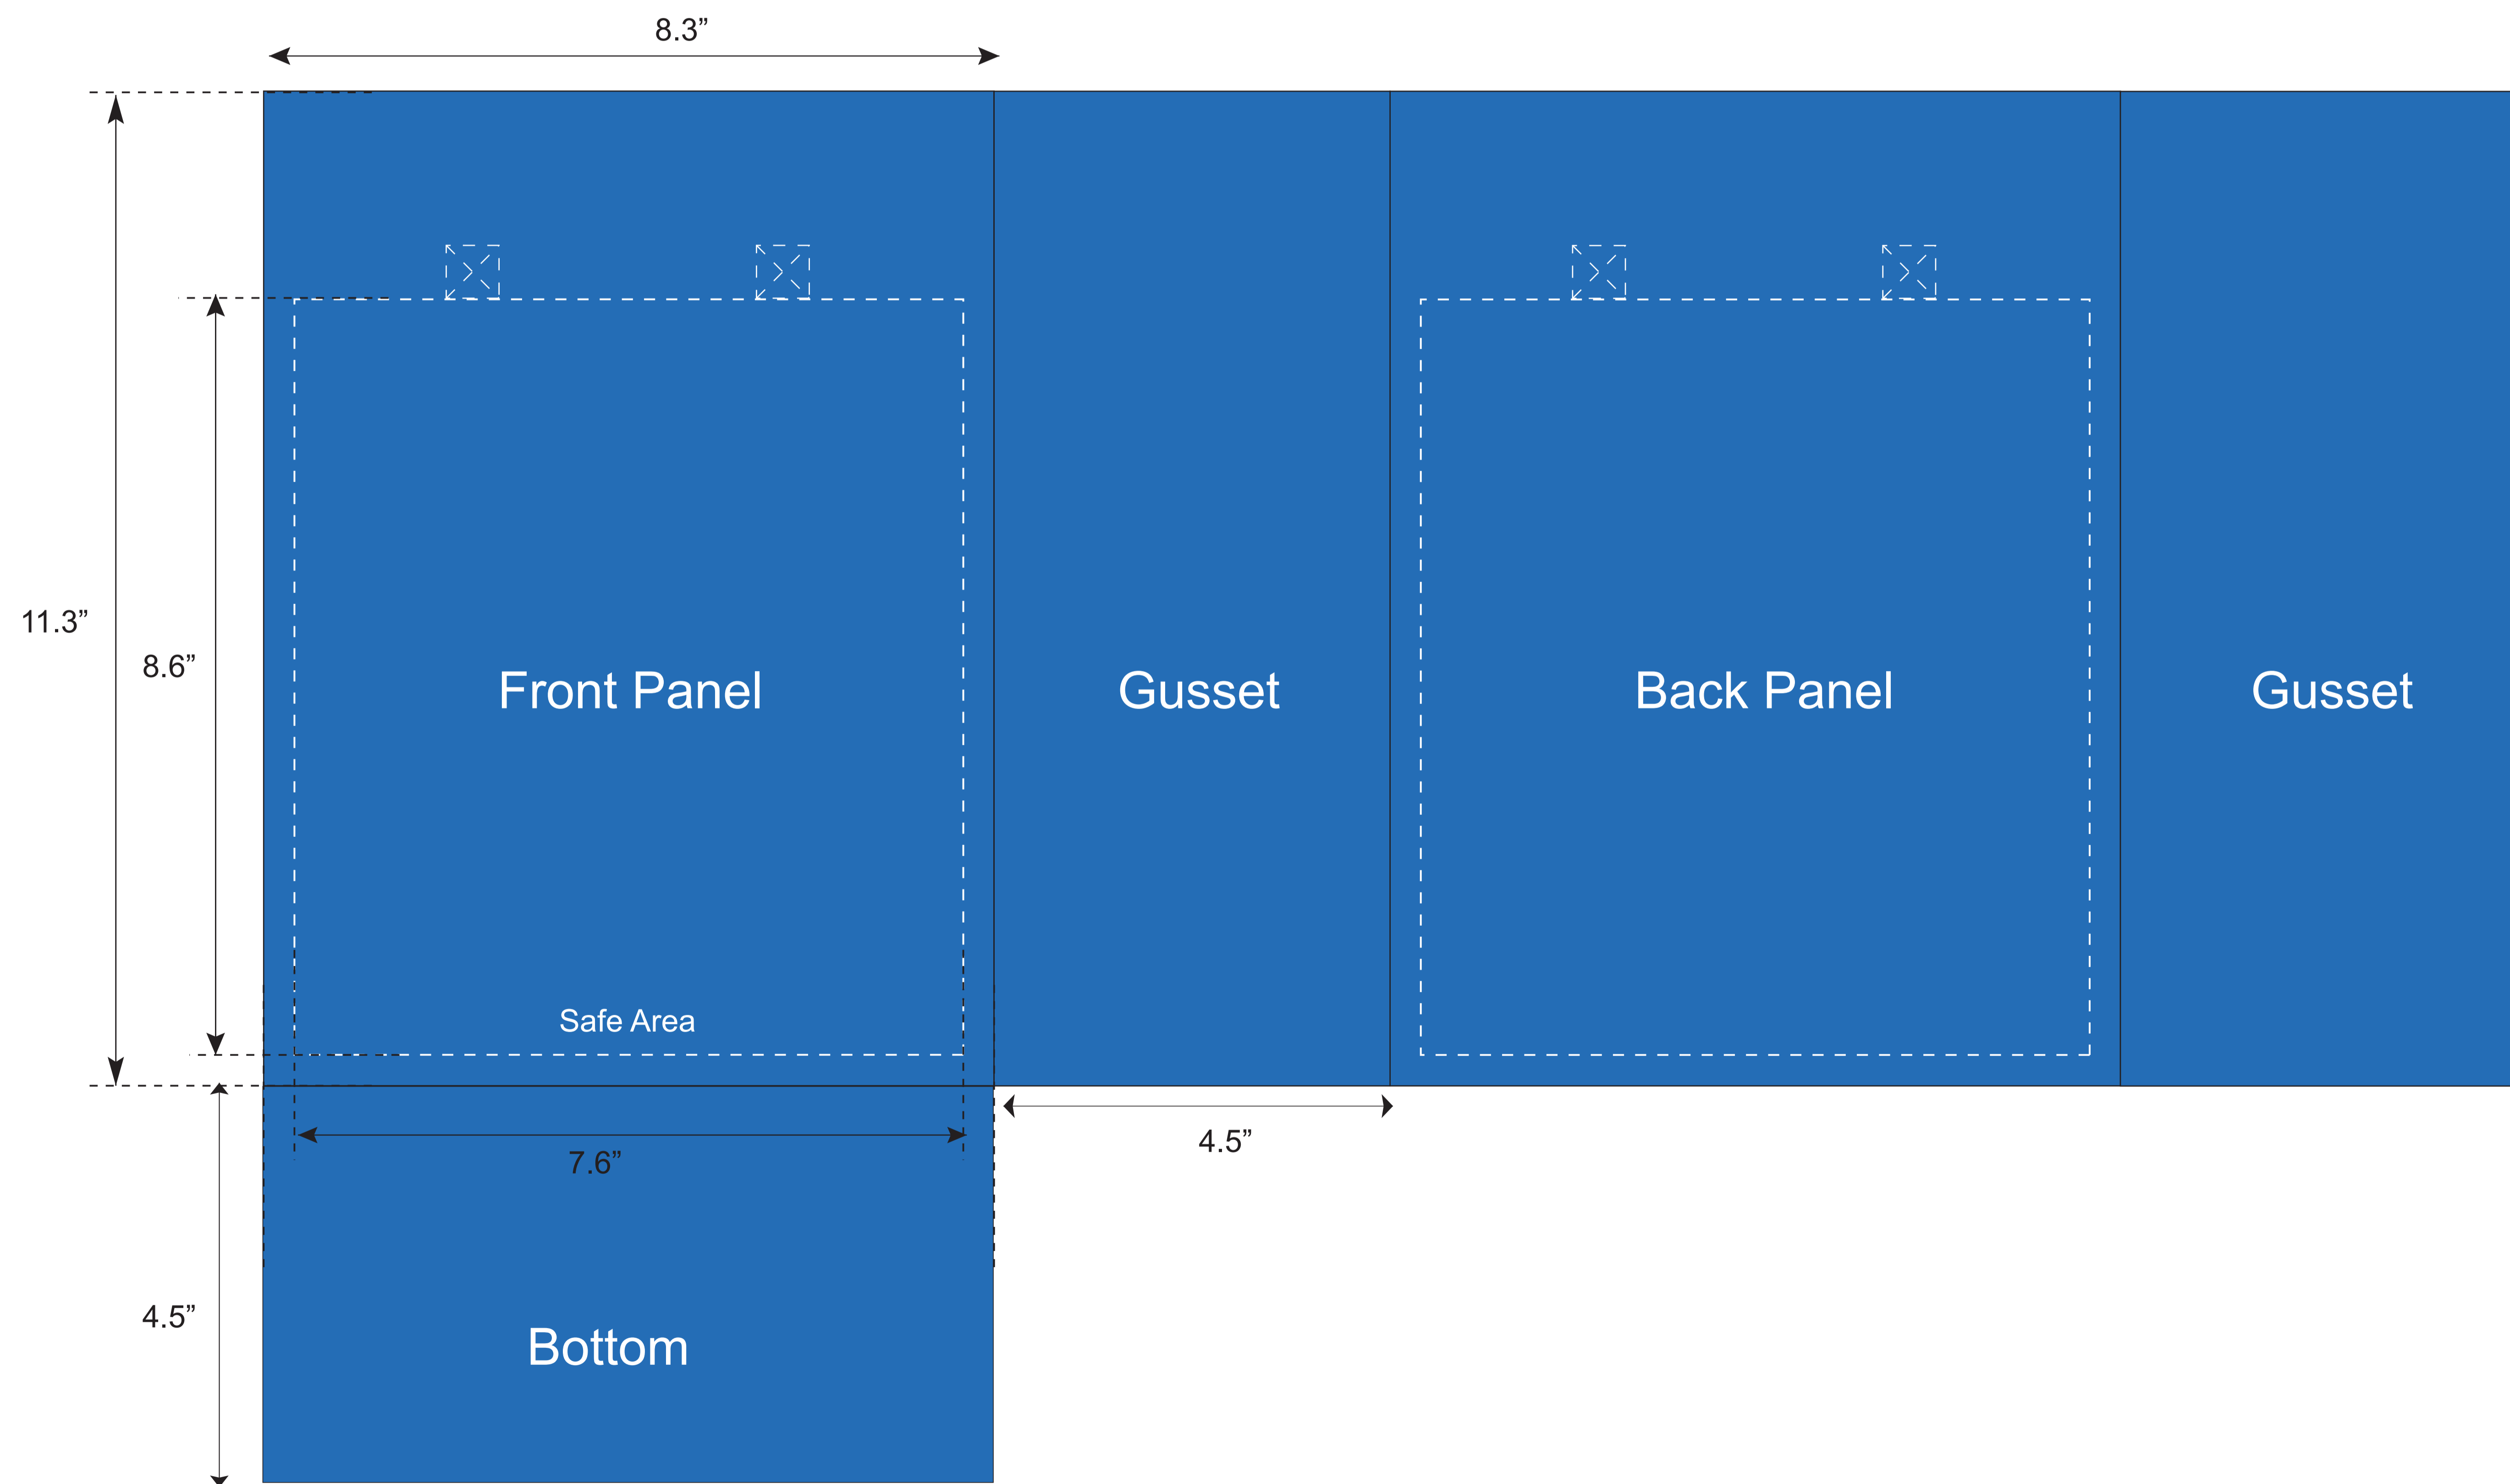 8.3”
11.3”
8.6”
Front Panel
Gusset
Back Panel
Gusset
Safe Area
7.6”
4.5”
4.5”
Bottom